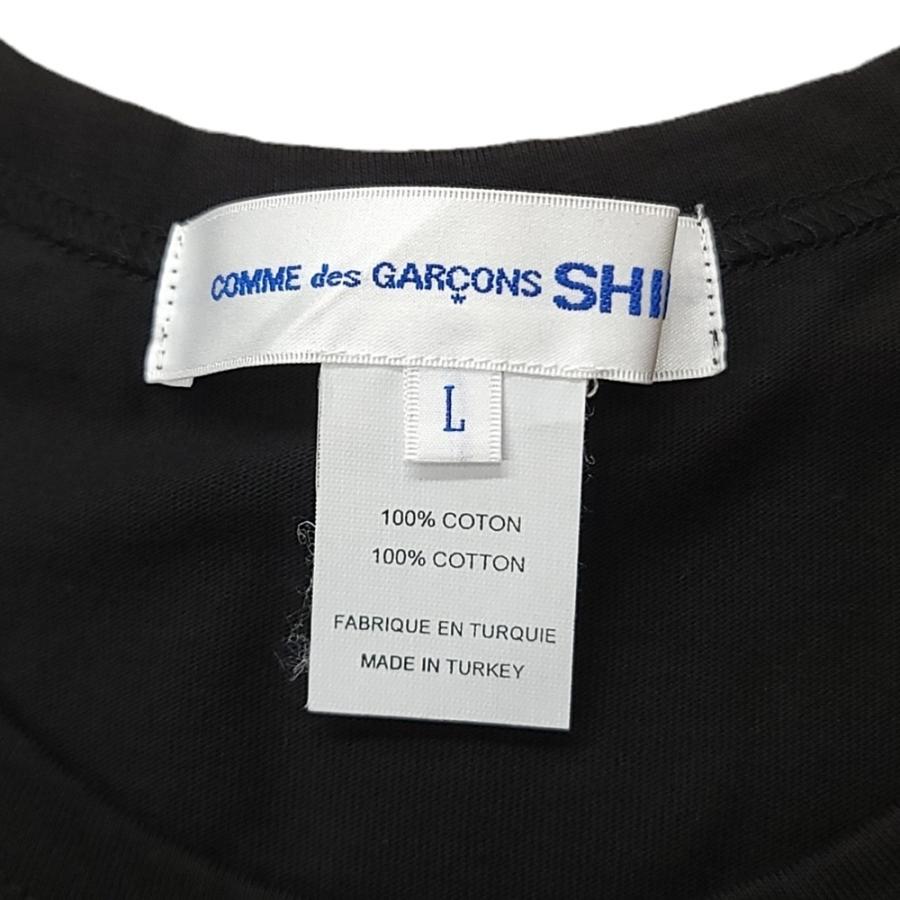 COMME des GARÇONS SHI
L
100% COTON
100% COTTON
FABRIQUE EN TURQUIE
MADE IN TURKEY